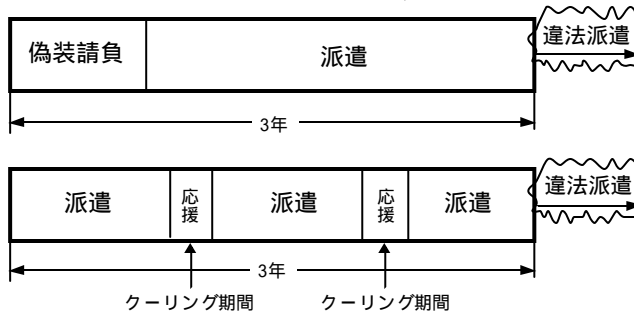 偽装請負 派遣 違法派遣
3年
派遣 応援 派遣 応援 派遣 違法派遣
3年
クーリング期間 クーリング期間